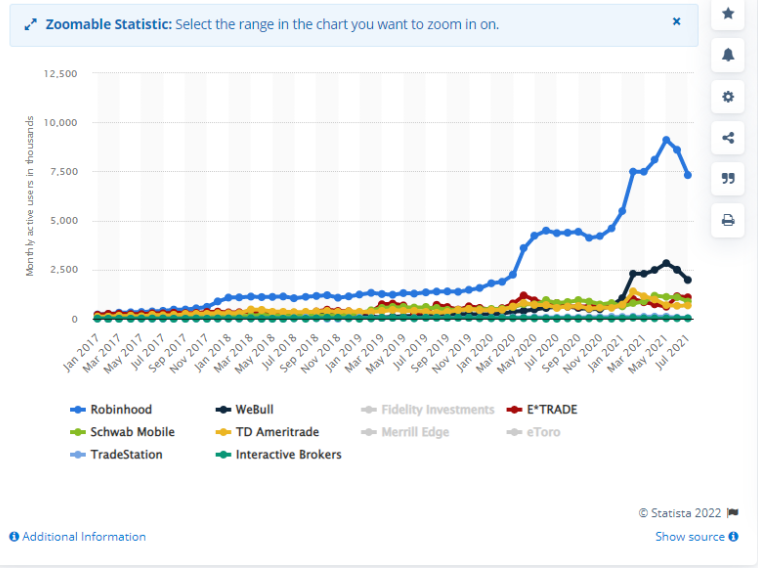 Zoomable Statistic: Select the range in the chart you want to zoom in on.
×
Monthly active users in thousands
12,500
10,000
7,500
5,000
2,500
0
Jan 2017
Mar 2017
May 2017
Jul 2017
Sep 2017
Nov 2017
Jan 2018
Mar 2018
May 2018
Jul 2018
Sep 2018
Nov 2018
Jan 2019
Mar 2019
May 2019
Jul 2019
Sep 2019
Nov 2019
Jan 2020
Mar 2020
May 2020
Jul 2020
Sep 2020
Nov 2020
Jan 2021
Mar 2021
May 2021
Jul 2021
Robinhood WeBull Fidelity Investments E*TRADE
Schwab Mobile TD Ameritrade Merrill Edge eToro
TradeStation Interactive Brokers
© Statista 2022
Additional Information Show source